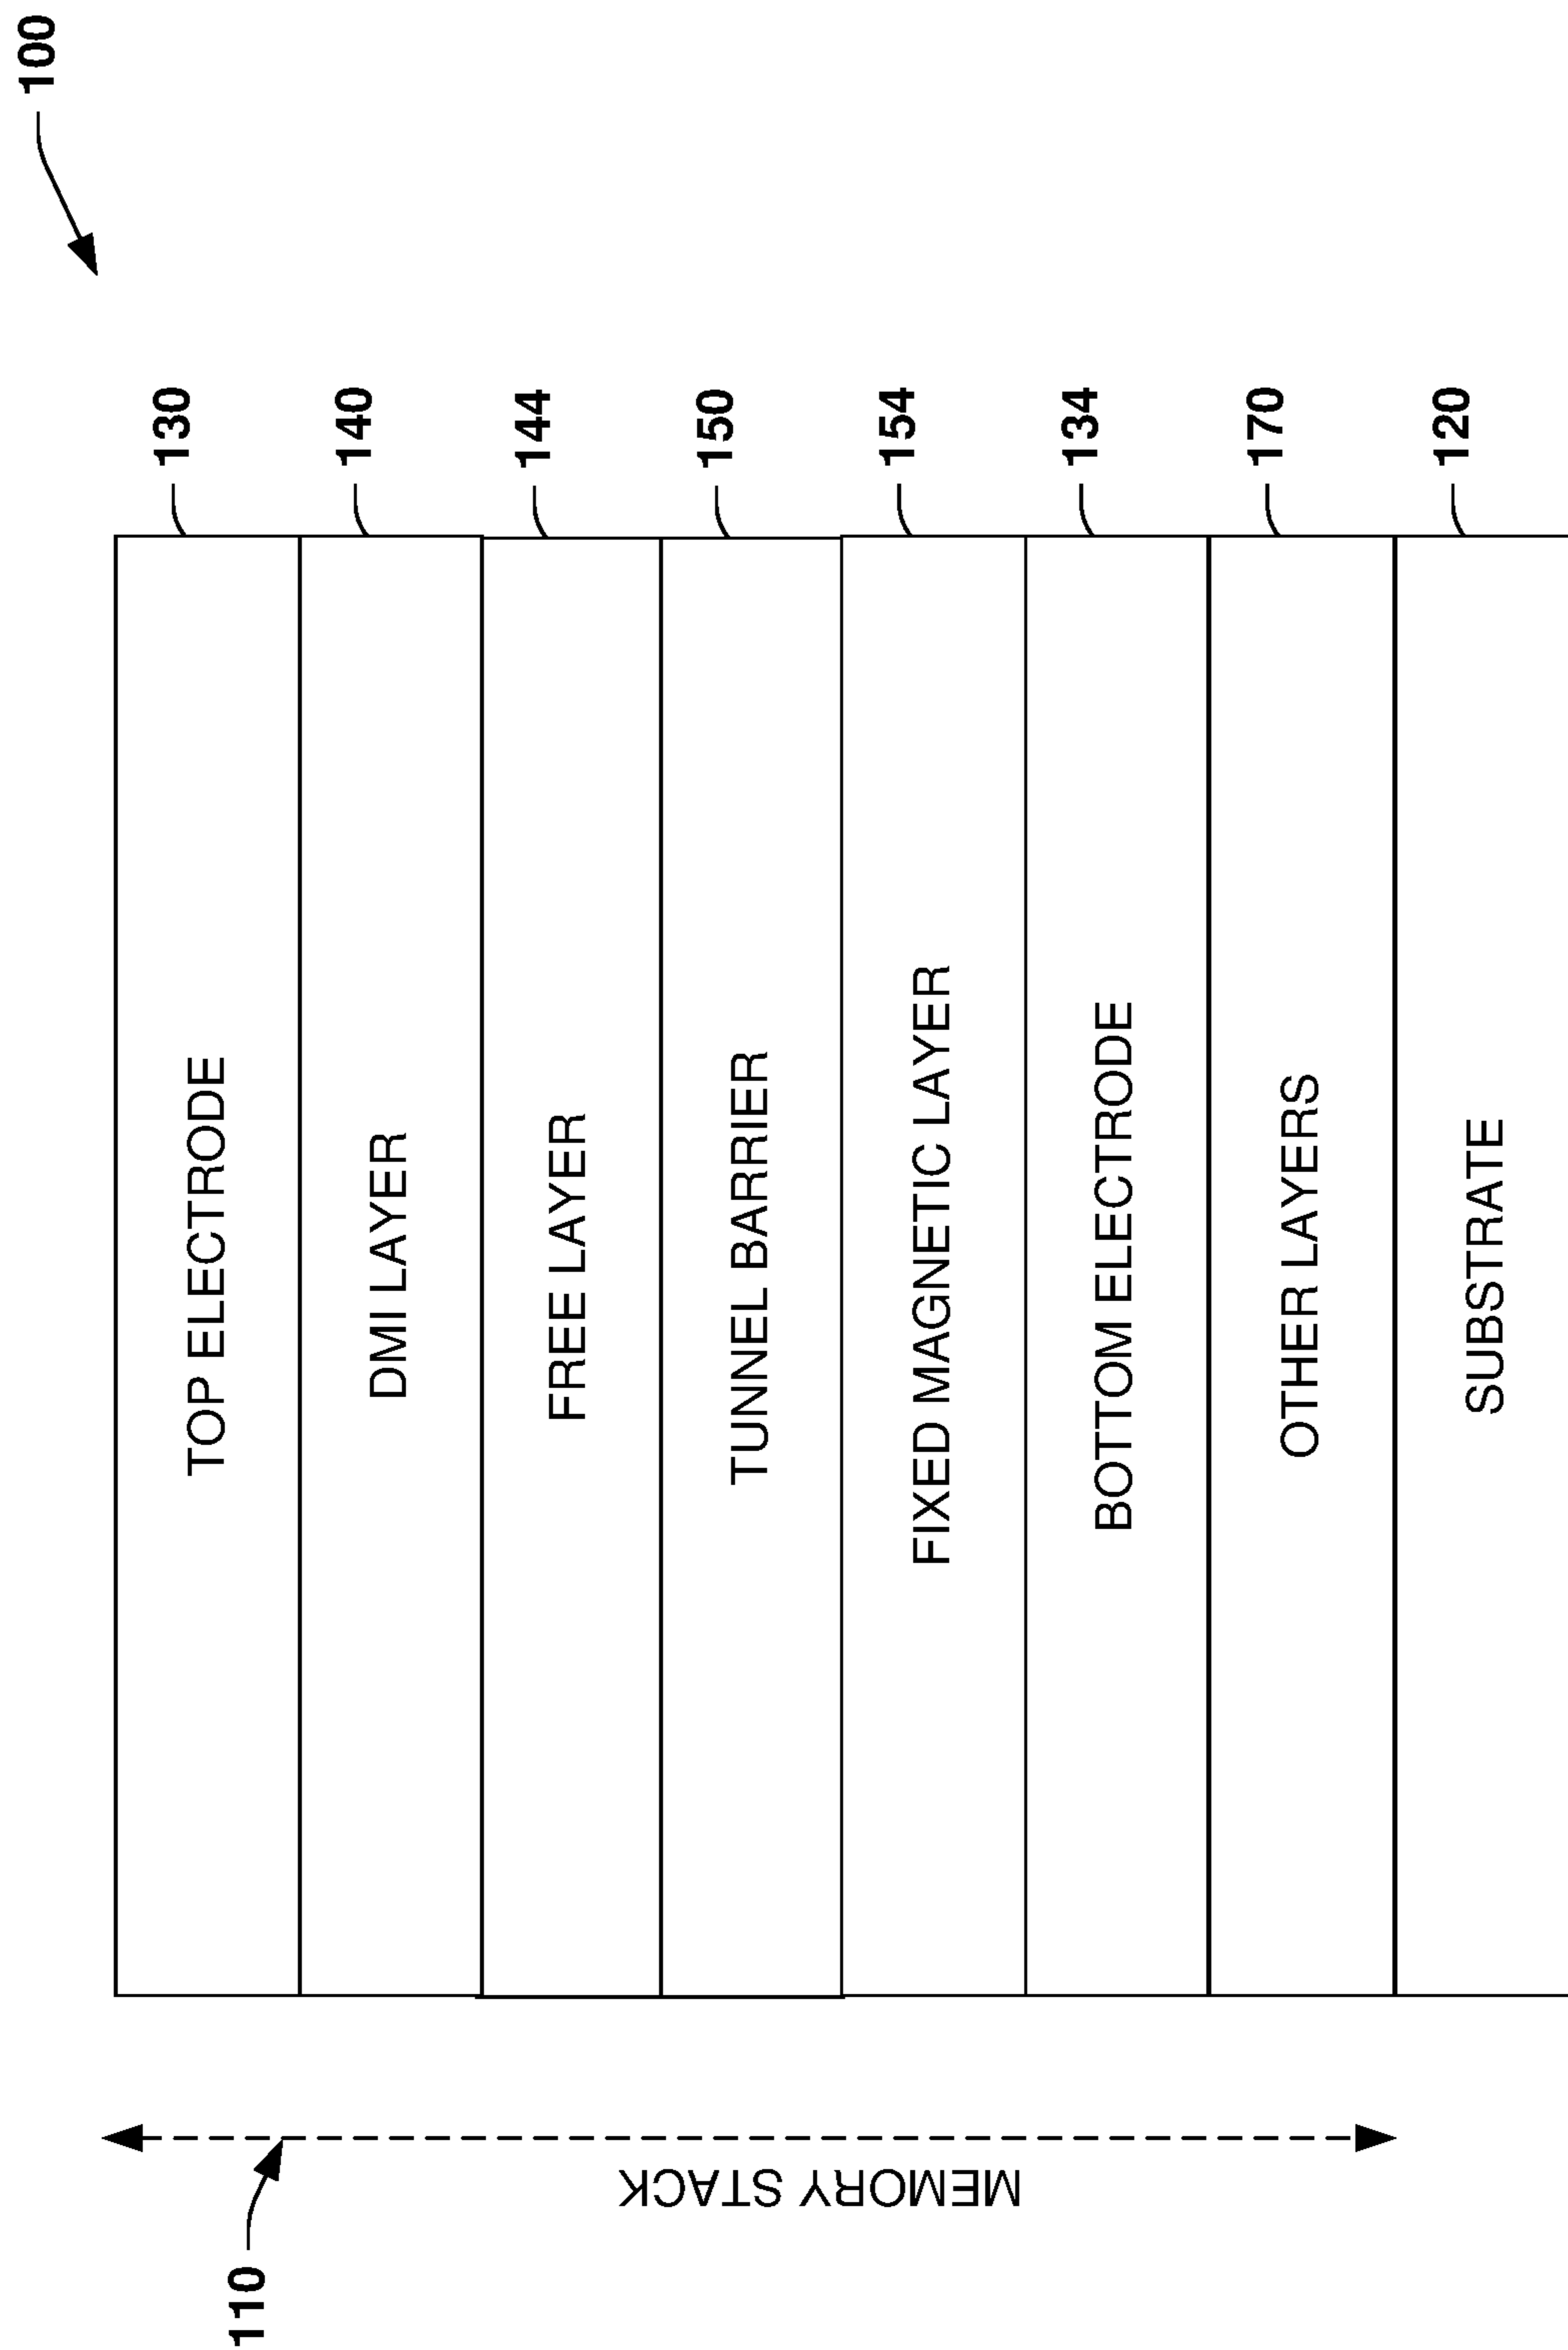 100
TOP ELECTRODE
130
DMI LAYER
140
FREE LAYER
144
TUNNEL BARRIER
150
FIXED MAGNETIC LAYER
154
BOTTOM ELECTRODE
134
OTHER LAYERS
170
SUBSTRATE
120
110
MEMORY STACK